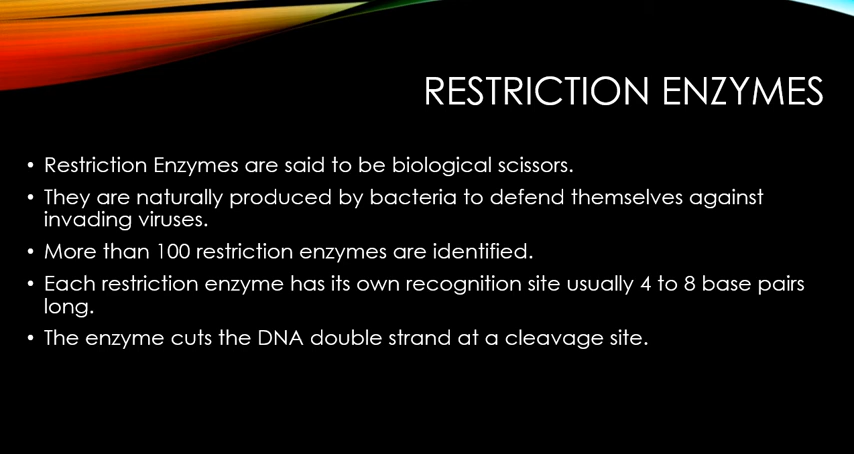 RESTRICTION ENZYMES
• Restriction Enzymes are said to be biological scissors.
• They are naturally produced by bacteria to defend themselves against
invading viruses.
• More than 100 restriction enzymes are identified.
• Each restriction enzyme has its own recognition site usually 4 to 8 base pairs
long.
• The enzyme cuts the DNA double strand at a cleavage site.